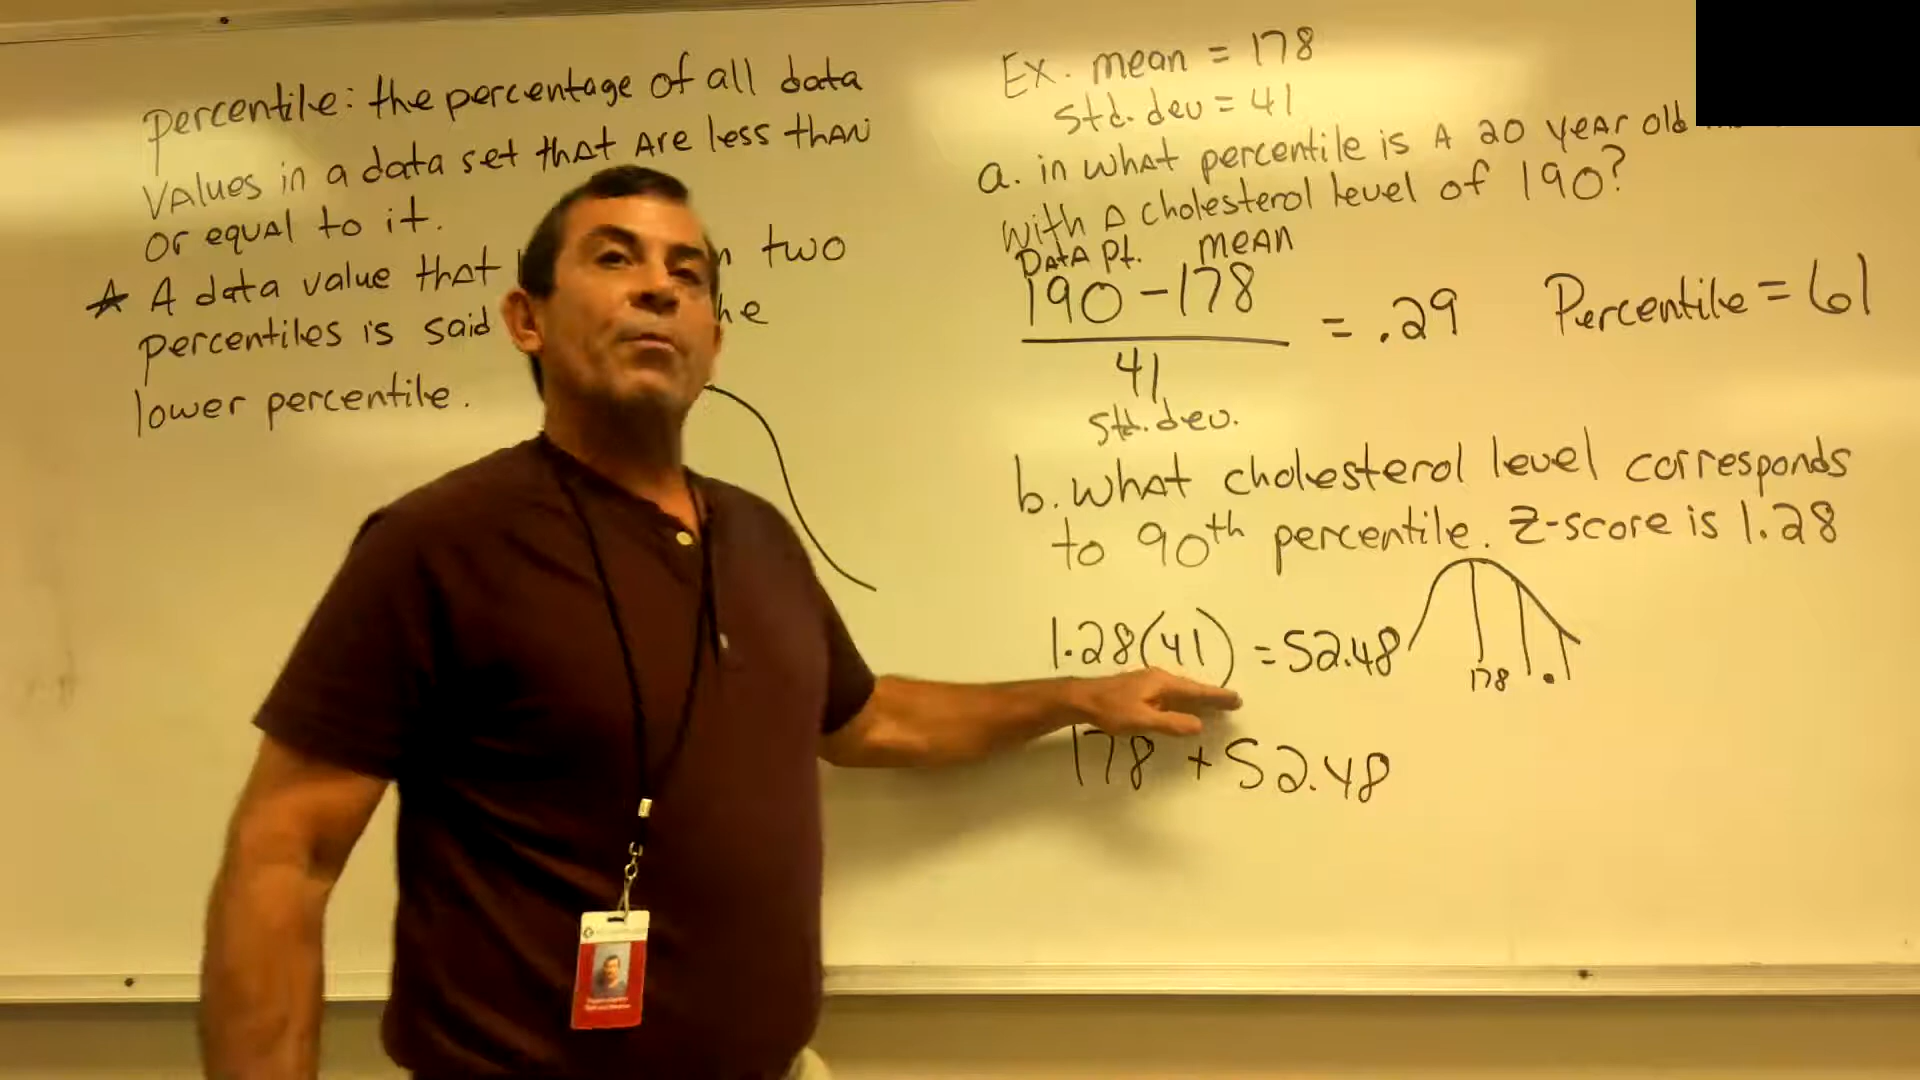 Percentile: the percentage of all data
values in a data set that are less than
or equal to it.
A data value that two
percentiles is said he
lower percentile.
Ex. mean = 178
std. dev = 41
a. in what percentile is a 20 year old
with a cholesterol level of 190?
Data Pt. mean
190 - 178
41
= .29 Percentile = 61
std. dev.
b. what cholesterol level corresponds
to 90th percentile. z-score is 1.28
1.28(41) = 52.48
178
178 + 52.48